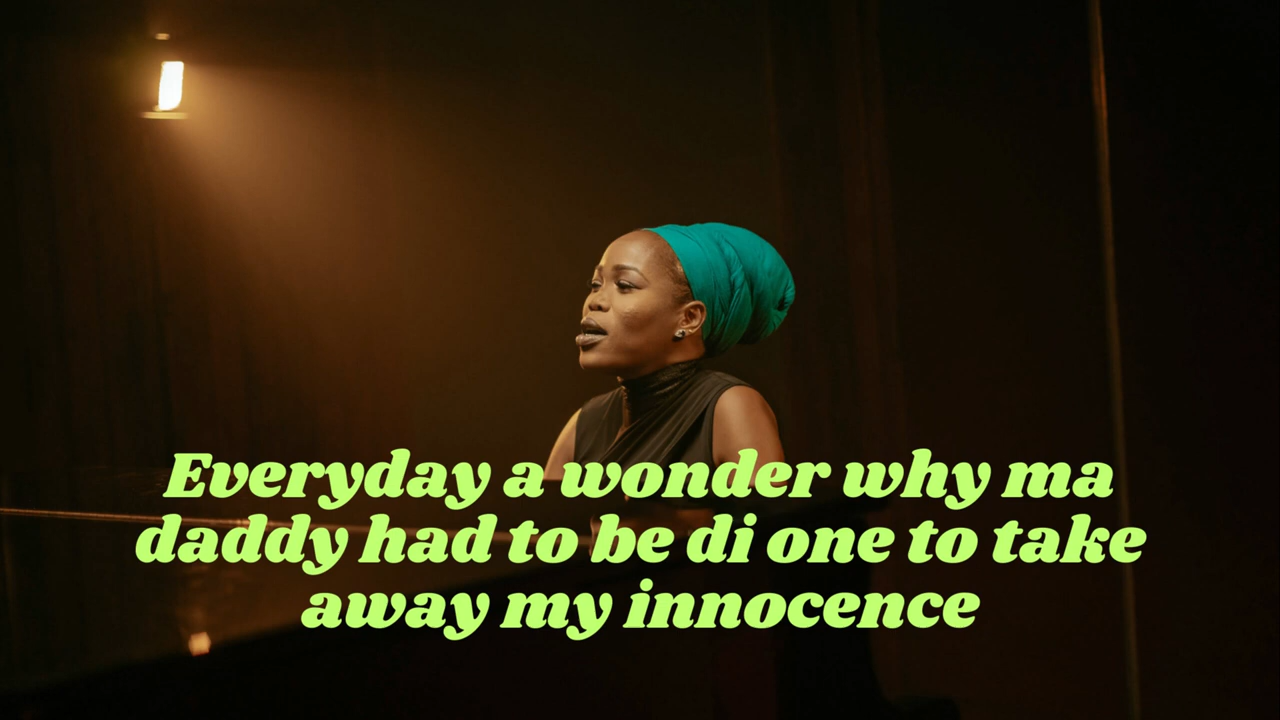 Everyday a wonder why ma
daddy had to be di one to take
away my innocence